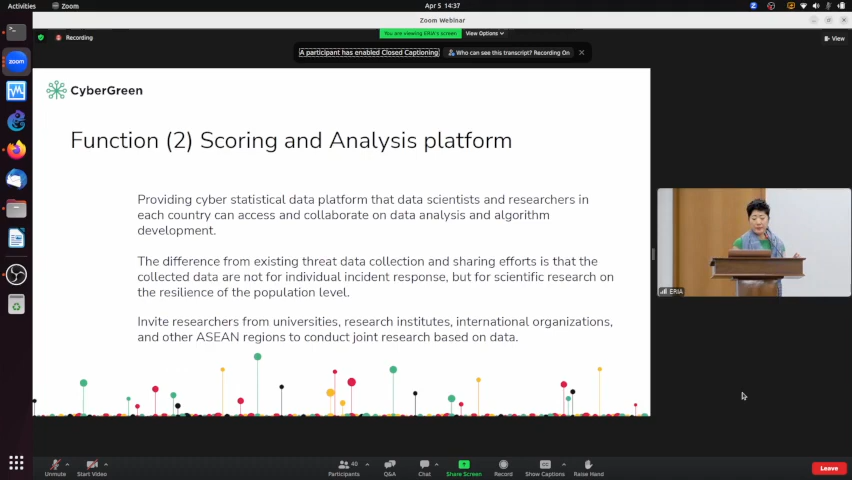 Activities
Zoom
Apr 5 14:37
Zoom Webinar
Recording
You are viewing ERIA's screen
View Options
View
A participant has enabled Closed Captioning
Who can see this transcript? Recording On
CyberGreen
Function (2) Scoring and Analysis platform
Providing cyber statistical data platform that data scientists and researchers in
each country can access and collaborate on data analysis and algorithm
development.
The difference from existing threat data collection and sharing efforts is that the
collected data are not for individual incident response, but for scientific research on
the resilience of the population level.
Invite researchers from universities, research institutes, international organizations,
and other ASEAN regions to conduct joint research based on data.
ERIA
Unmute
Start Video
Participants
40
Q&A
Chat
Share Screen
Record
Show Captions
Raise Hand
Leave